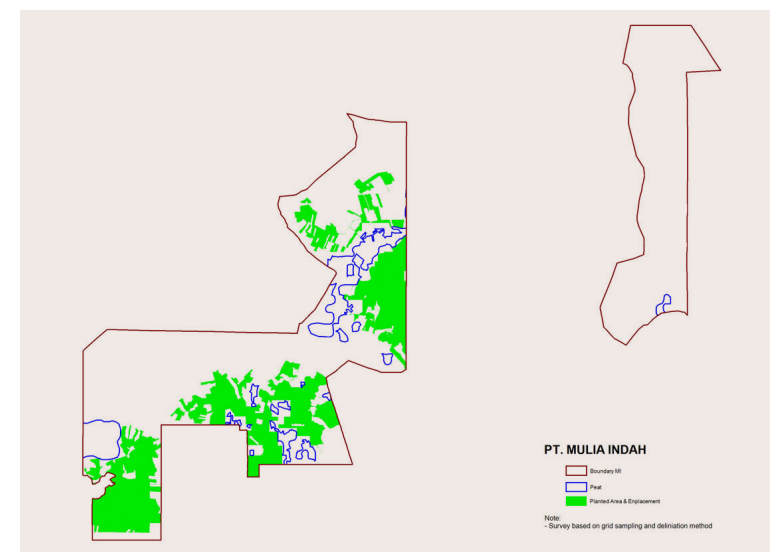 PT. MULIA INDAH
Boundary MI
Peat
Planted Area & Enplacement
Note:
- Survey based on grid sampling and deliniation method